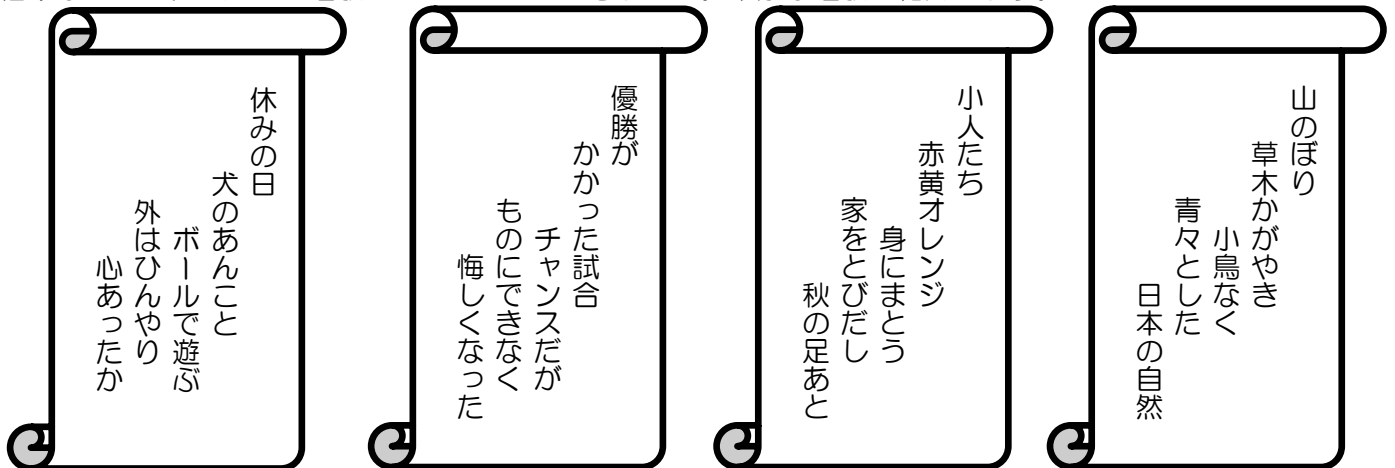 山のぼり
草木かがやき
小鳥なく
青々とした
日本の自然
小人たち
赤黄オレンジ
身にまとう
家をとびだし
秋の足あと
優勝が
かかった試合
チャンスだが
ものにできなく
悔しくなった
休みの日
犬のあんこと
ボールで遊ぶ
外はひんやり
心あったか